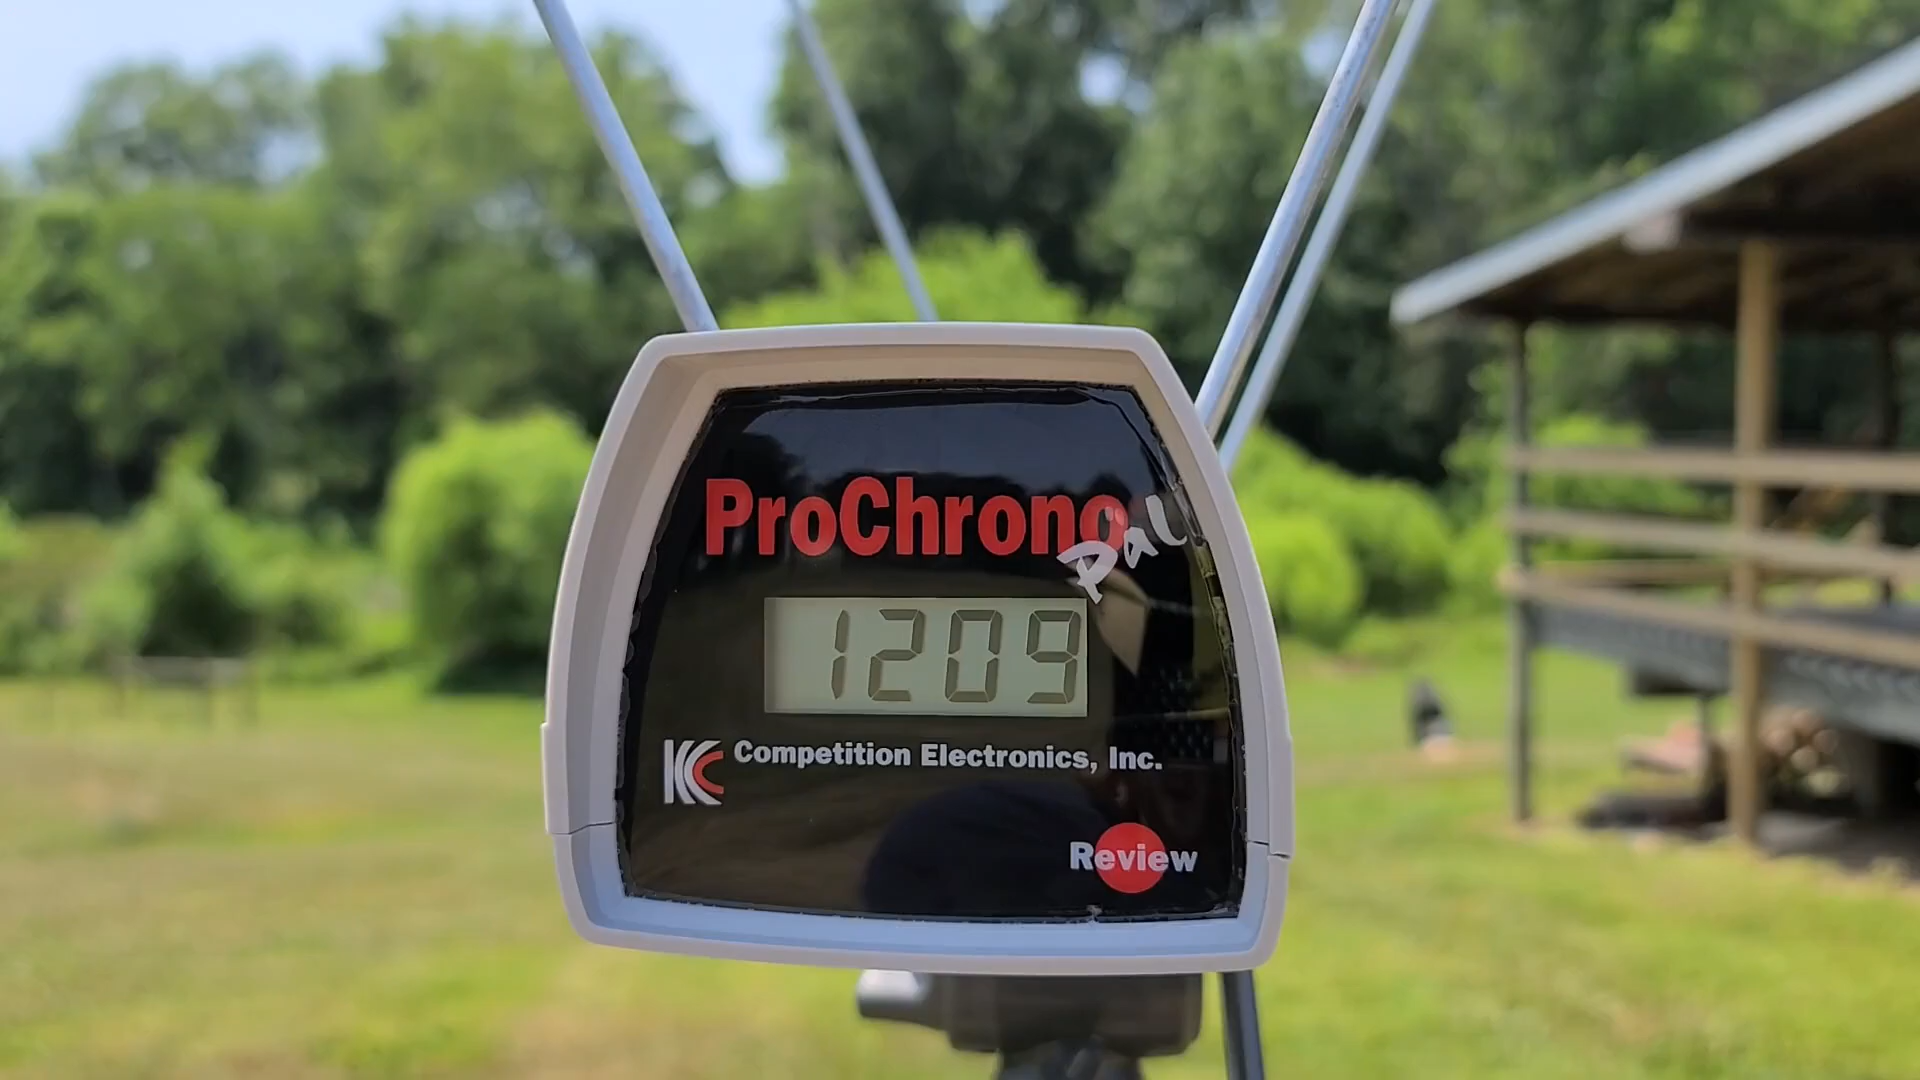 ProChrono
Pal
1209
Competition Electronics, Inc.
Review